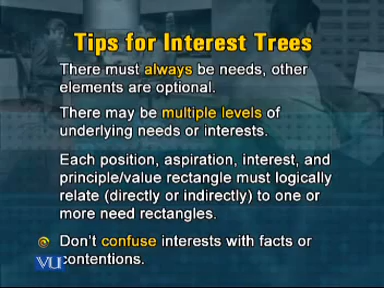 Tips for Interest Trees
There must always be needs, other
elements are optional.
There may be multiple levels of
underlying needs or interests.
Each position, aspiration, interest, and
principle/value rectangle must logically
relate (directly or indirectly) to one or
more need rectangles.
Don't confuse interests with facts or
contentions.
VU